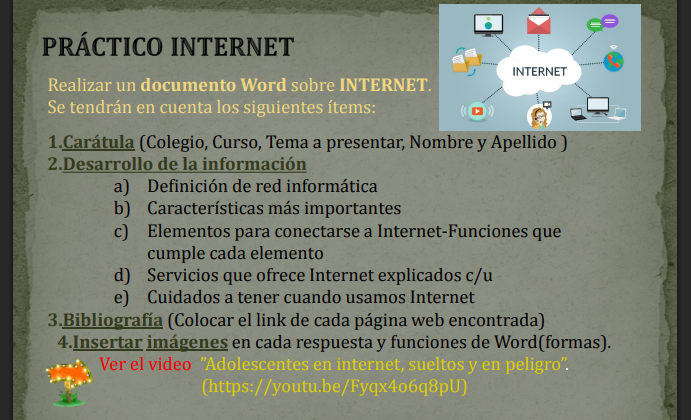 PRÁCTICO INTERNET
INTERNET
Realizar un documento Word sobre INTERNET.
Se tendrán en cuenta los siguientes ítems:
1.Carátula (Colegio, Curso, Tema a presentar, Nombre y Apellido )
2.Desarrollo de la información
a) Definición de red informática
b) Características más importantes
c) Elementos para conectarse a Internet-Funciones que
cumple cada elemento
d) Servicios que ofrece Internet explicados c/u
e) Cuidados a tener cuando usamos Internet
3.Bibliografía (Colocar el link de cada página web encontrada)
4.Insertar imágenes en cada respuesta y funciones de Word(formas).
Ver el video ”Adolescentes en internet, sueltos y en peligro”.
(https://youtu.be/Fyqx4o6q8pU)